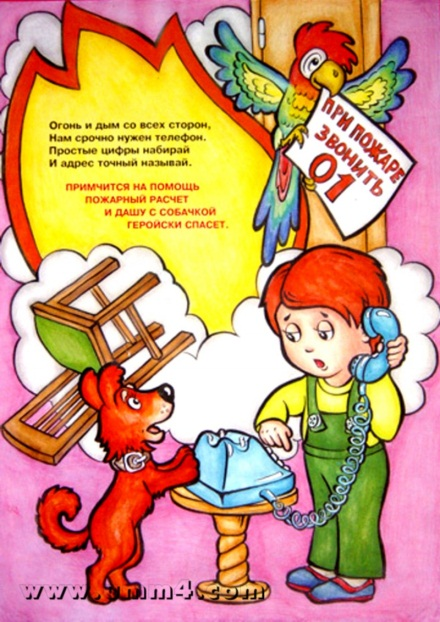 Огонь и дым со всех сторон,
Нам срочно нужен телефон.
Простые цифры набирай
И адрес точный называй.
ПРИМЧИТСЯ НА ПОМОЩЬ
ПОЖАРНЫЙ РАСЧЕТ
И ДАШУ С СОБАЧКОЙ
ГЕРОЙСКИ СПАСЕТ.
ПРИ ПОЖАРЕ
ЗВОНИТЬ
01